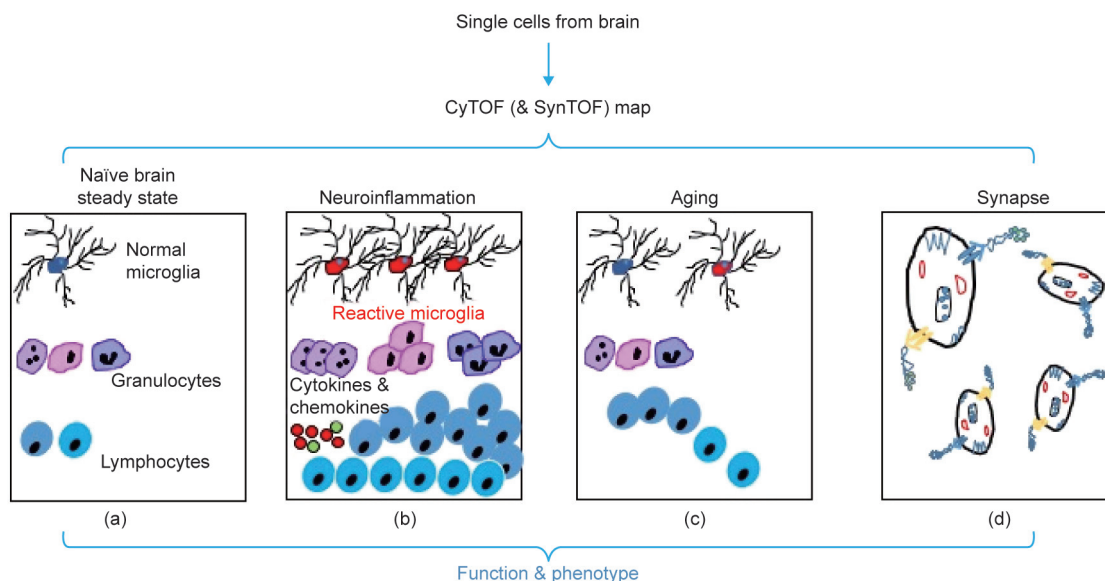 Single cells from brain
CyTOF (& SynTOF) map
Naïve brain
steady state
Normal
microglia
Granulocytes
Lymphocytes
(a)
Neuroinflammation
Reactive microglia
Cytokines &
chemokines
(b)
Aging
(c)
Synapse
(d)
Function & phenotype